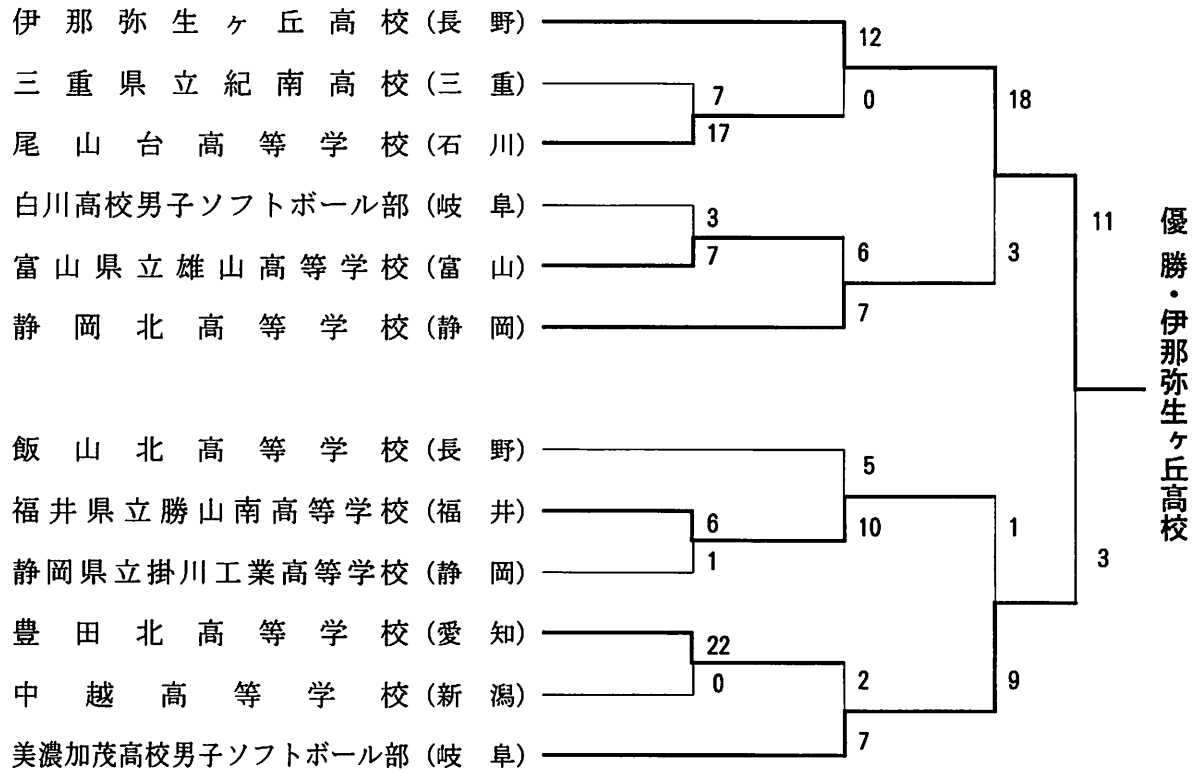 伊那弥生ヶ丘高校（長野）
12
三重県立紀南高校（三重）
7
0
18
尾山台高等学校（石川）
17
白川高校男子ソフトボール部（岐阜）
3
11
富山県立雄山高等学校（富山）
7
6
3
静岡北高等学校（静岡）
7
優勝・伊那弥生ヶ丘高校
飯山北高等学校（長野）
5
福井県立勝山南高等学校（福井）
6
10
1
静岡県立掛川工業高等学校（静岡）
1
3
豊田北高等学校（愛知）
22
中越高等学校（新潟）
0
2
9
美濃加茂高校男子ソフトボール部（岐阜）
7